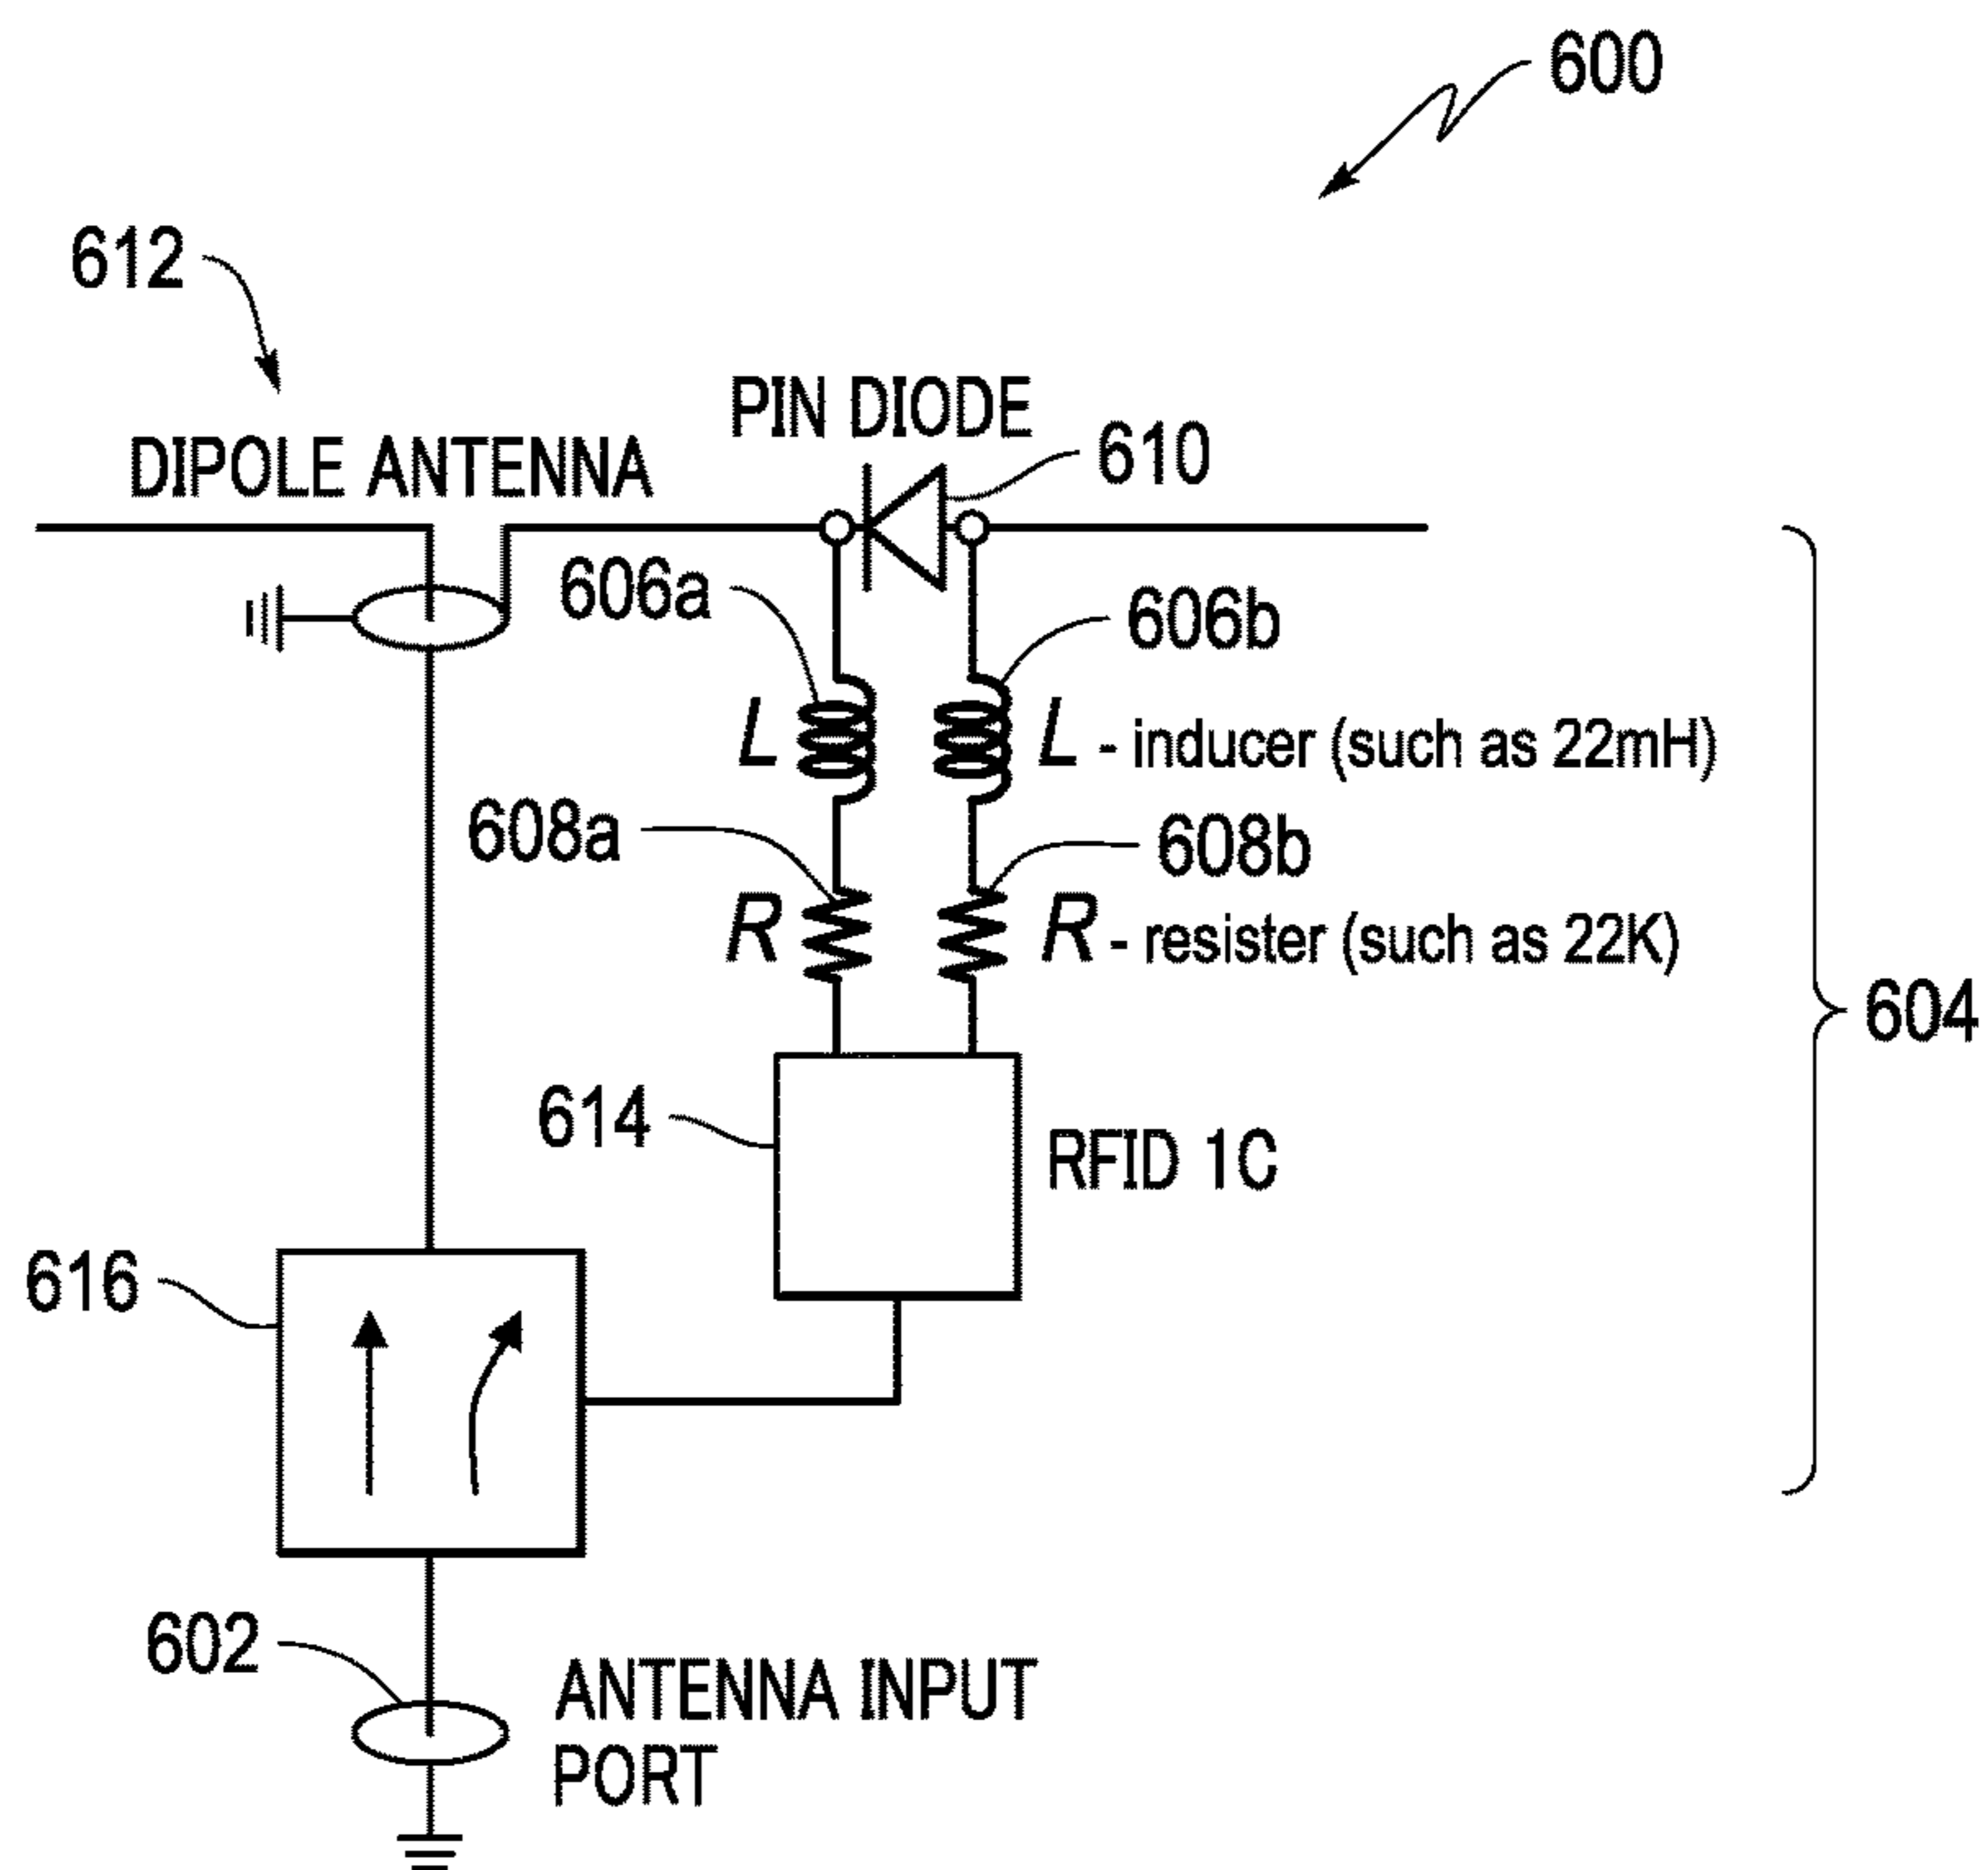 600
612
PIN DIODE
610
DIPOLE ANTENNA
606a
606b
L
L - inducer (such as 22mH)
608a
608b
R
R - resister (such as 22K)
604
614
RFID 1C
616
602
ANTENNA INPUT
PORT